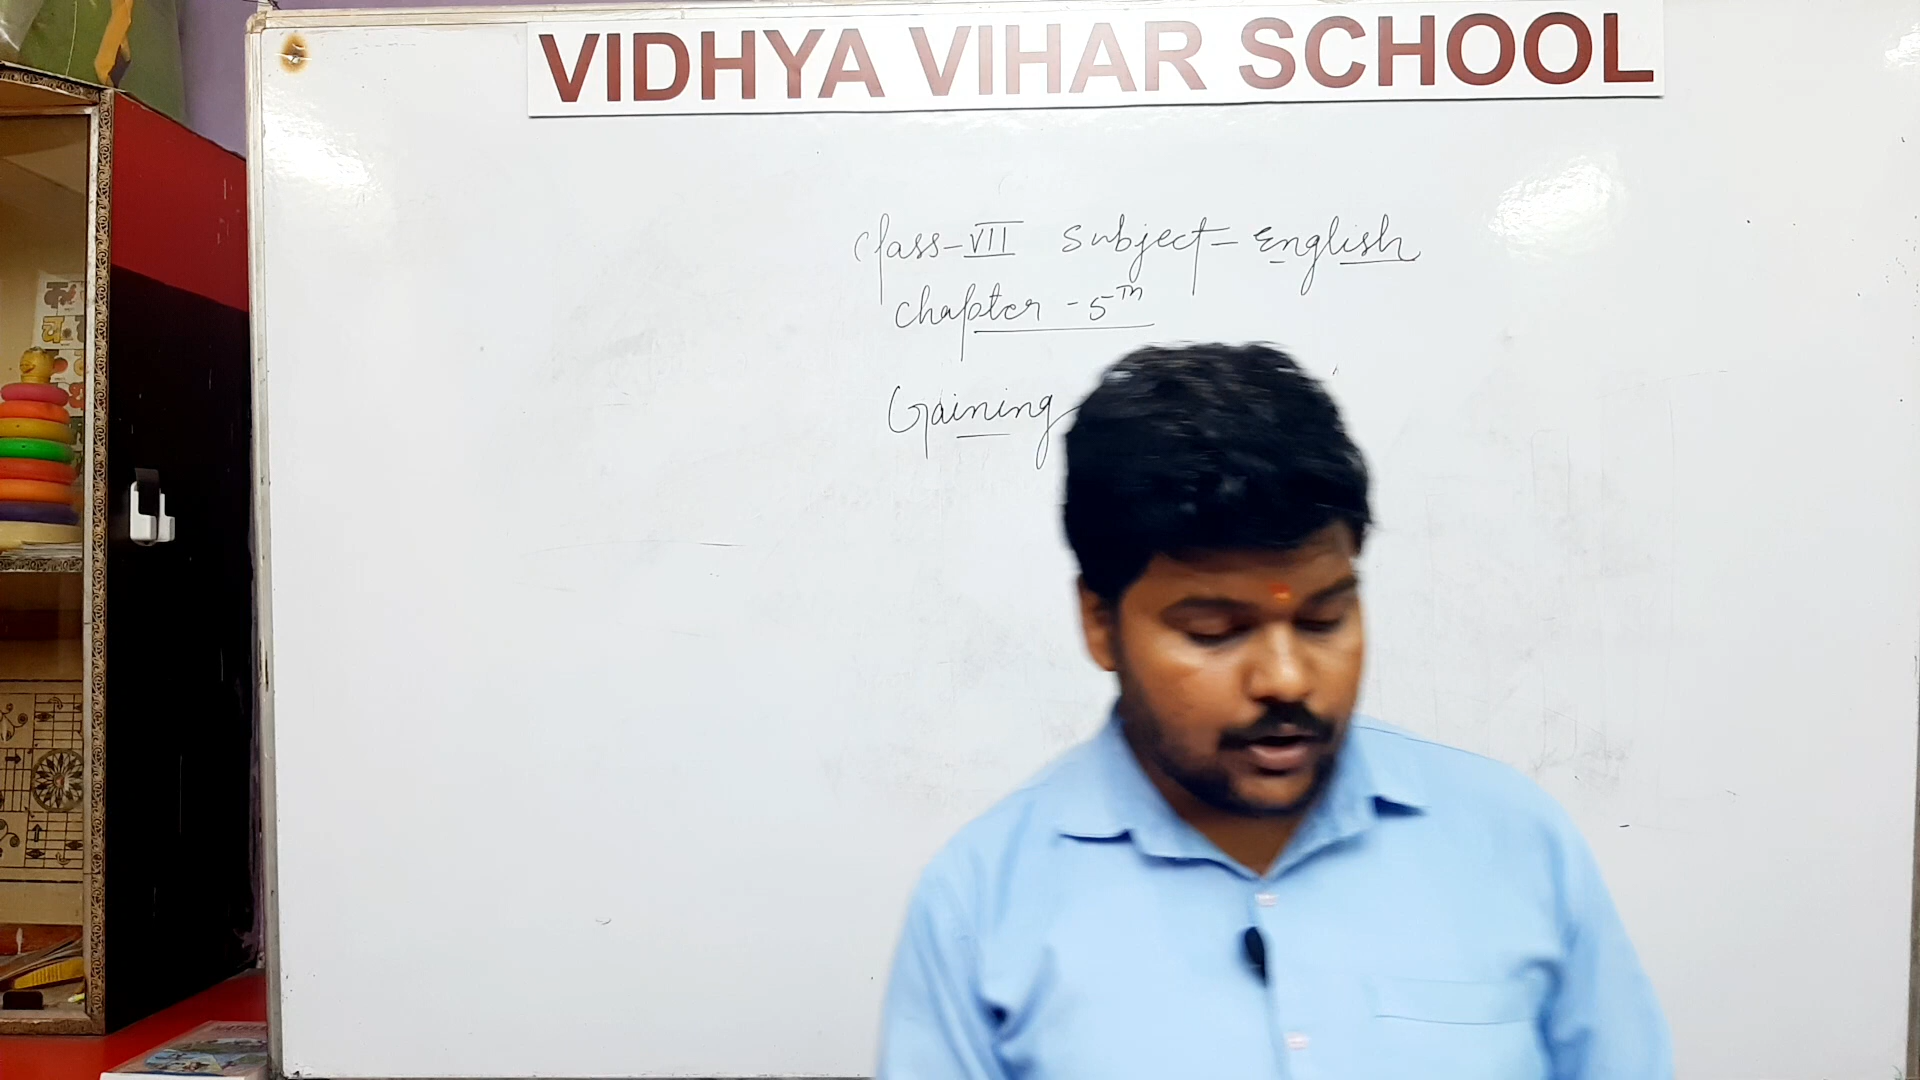 VIDHYA VIHAR SCHOOL
Class-VII Subject- English
Chapter - 5Th
Gaining